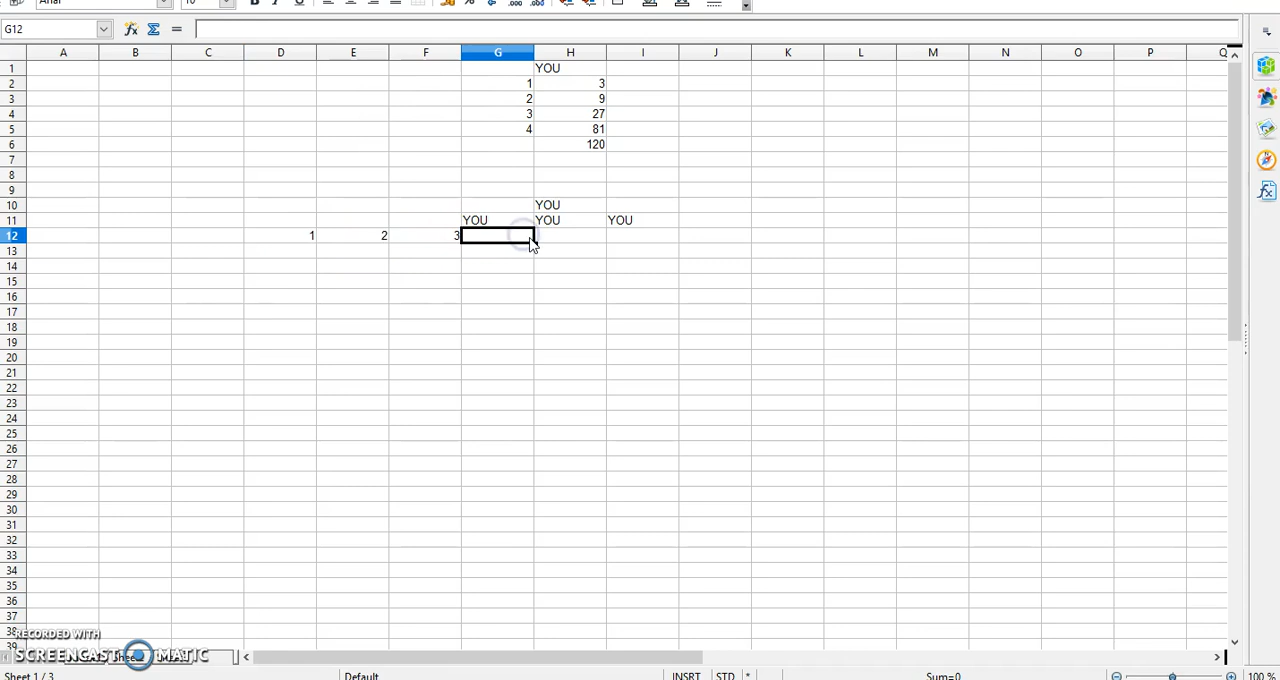 Arial 10
G12
A B C D E F G H I J K L M N O P Q
1 YOU
2 1 3
3 2 9
4 3 27
5 4 81
6 120
7
8
9
10 YOU
11 YOU YOU YOU
12 1 2 3
13
14
15
16
17
18
19
20
21
22
23
24
25
26
27
28
29
30
31
32
33
34
35
36
37
38
39
RECORDED WITH
SCREENCAST MATIC
Sheet 1 / 3 Default INSRT STD * Sum=0 100 %